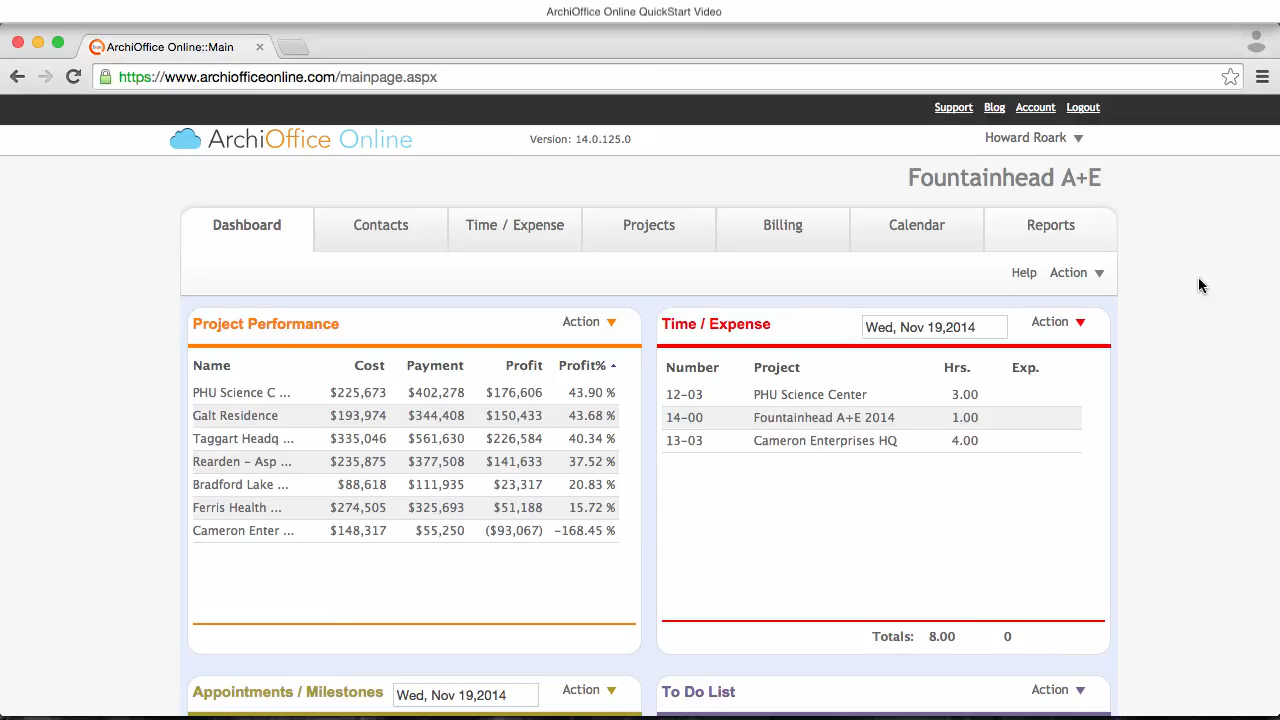 ArchiOffice Online QuickStart Video
ArchiOffice Online::Main
https://www.archiofficeonline.com/mainpage.aspx
Support Blog Account Logout
ArchiOffice Online Version: 14.0.125.0 Howard Roark
Fountainhead A+E
Dashboard Contacts Time / Expense Projects Billing Calendar Reports
Help Action
Project Performance Action
Name Cost Payment Profit Profit%
PHU Science C ... $225,673 $402,278 $176,606 43.90 %
Galt Residence $193,974 $344,408 $150,433 43.68 %
Taggart Headq ... $335,046 $561,630 $226,584 40.34 %
Rearden - Asp ... $235,875 $377,508 $141,633 37.52 %
Bradford Lake ... $88,618 $111,935 $23,317 20.83 %
Ferris Health ... $274,505 $325,693 $51,188 15.72 %
Cameron Enter ... $148,317 $55,250 ($93,067) -168.45 %
Time / Expense Wed, Nov 19,2014 Action
Number Project Hrs. Exp.
12-03 PHU Science Center 3.00
14-00 Fountainhead A+E 2014 1.00
13-03 Cameron Enterprises HQ 4.00
Totals: 8.00 0
Appointments / Milestones Wed, Nov 19,2014 Action
To Do List Action